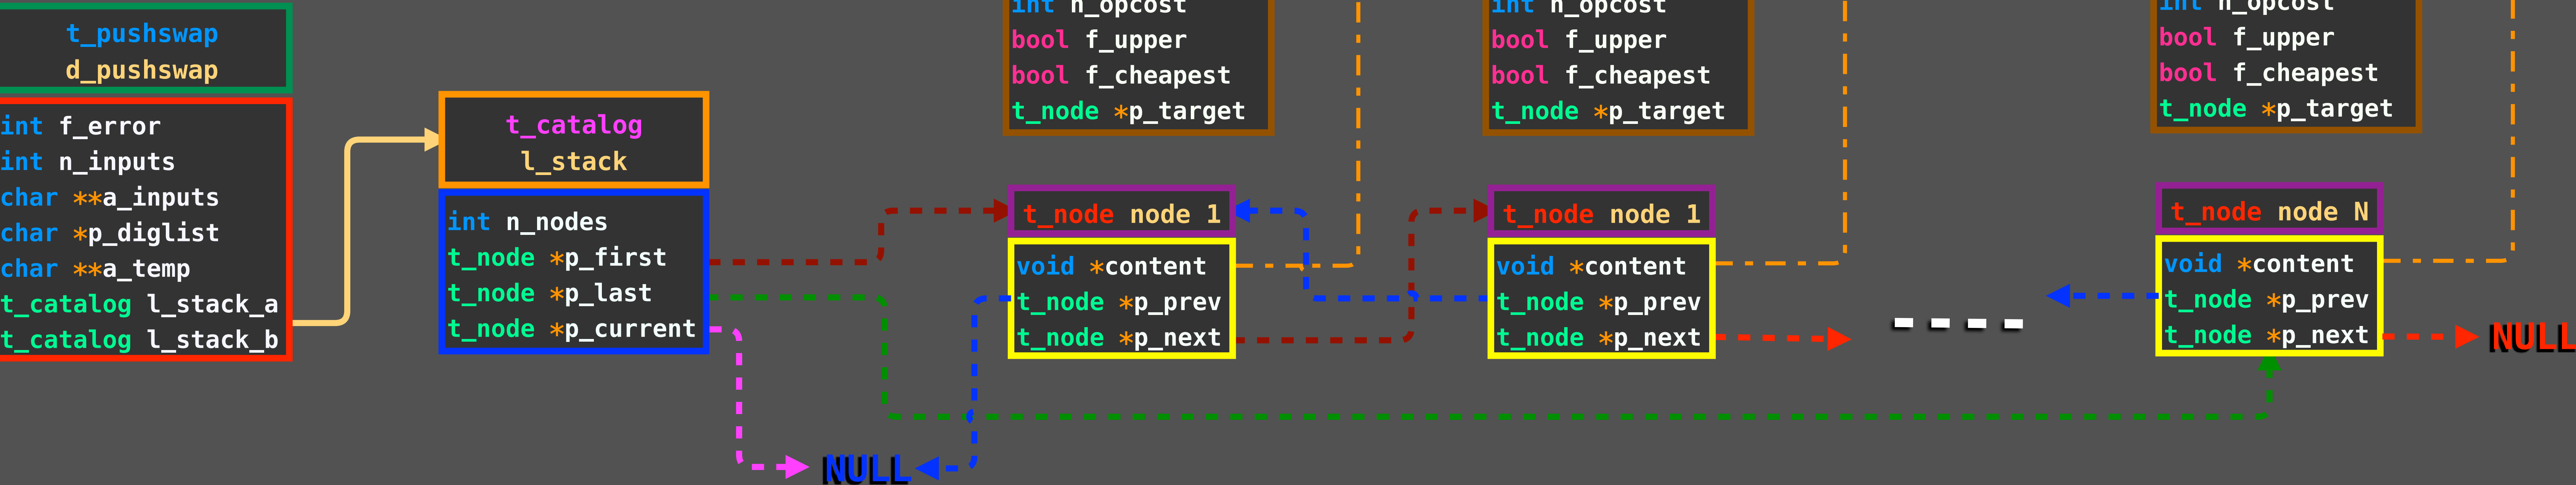 t_pushswap
d_pushswap
int f_error
int n_inputs
char **a_inputs
char *p_diglist
char **a_temp
t_catalog l_stack_a
t_catalog l_stack_b
t_catalog
l_stack
int n_nodes
t_node *p_first
t_node *p_last
t_node *p_current
NULL
int n_opcost
bool f_upper
bool f_cheapest
t_node *p_target
t_node node 1
void *content
t_node *p_prev
t_node *p_next
int n_opcost
bool f_upper
bool f_cheapest
t_node *p_target
t_node node 1
void *content
t_node *p_prev
t_node *p_next
int n_opcost
bool f_upper
bool f_cheapest
t_node *p_target
t_node node N
void *content
t_node *p_prev
t_node *p_next
NULL